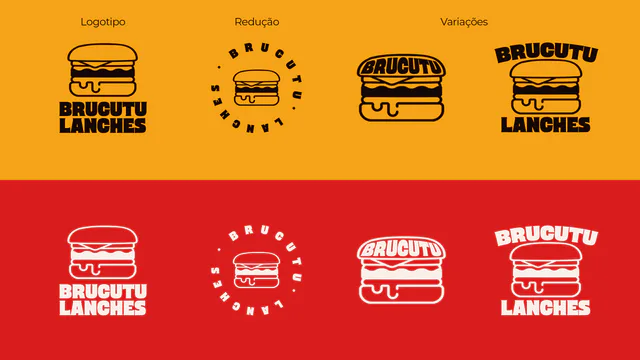 Logotipo
Redução
Variações
BRUCUTU
LANCHES
· BRUCUTU · LANCHES
BRUCUTU
BRUCUTU
LANCHES
BRUCUTU
LANCHES
· BRUCUTU · LANCHES
BRUCUTU
BRUCUTU
LANCHES